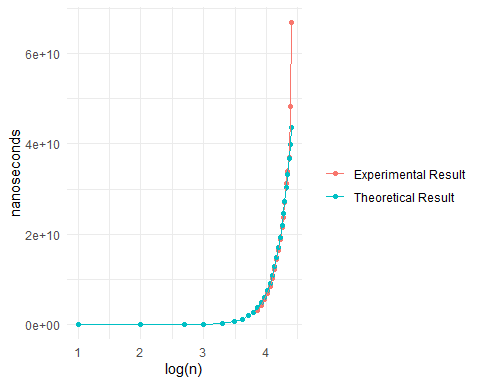 6e+10
4e+10
2e+10
0e+00
nanoseconds
1 2 3 4
log(n)
Experimental Result
Theoretical Result